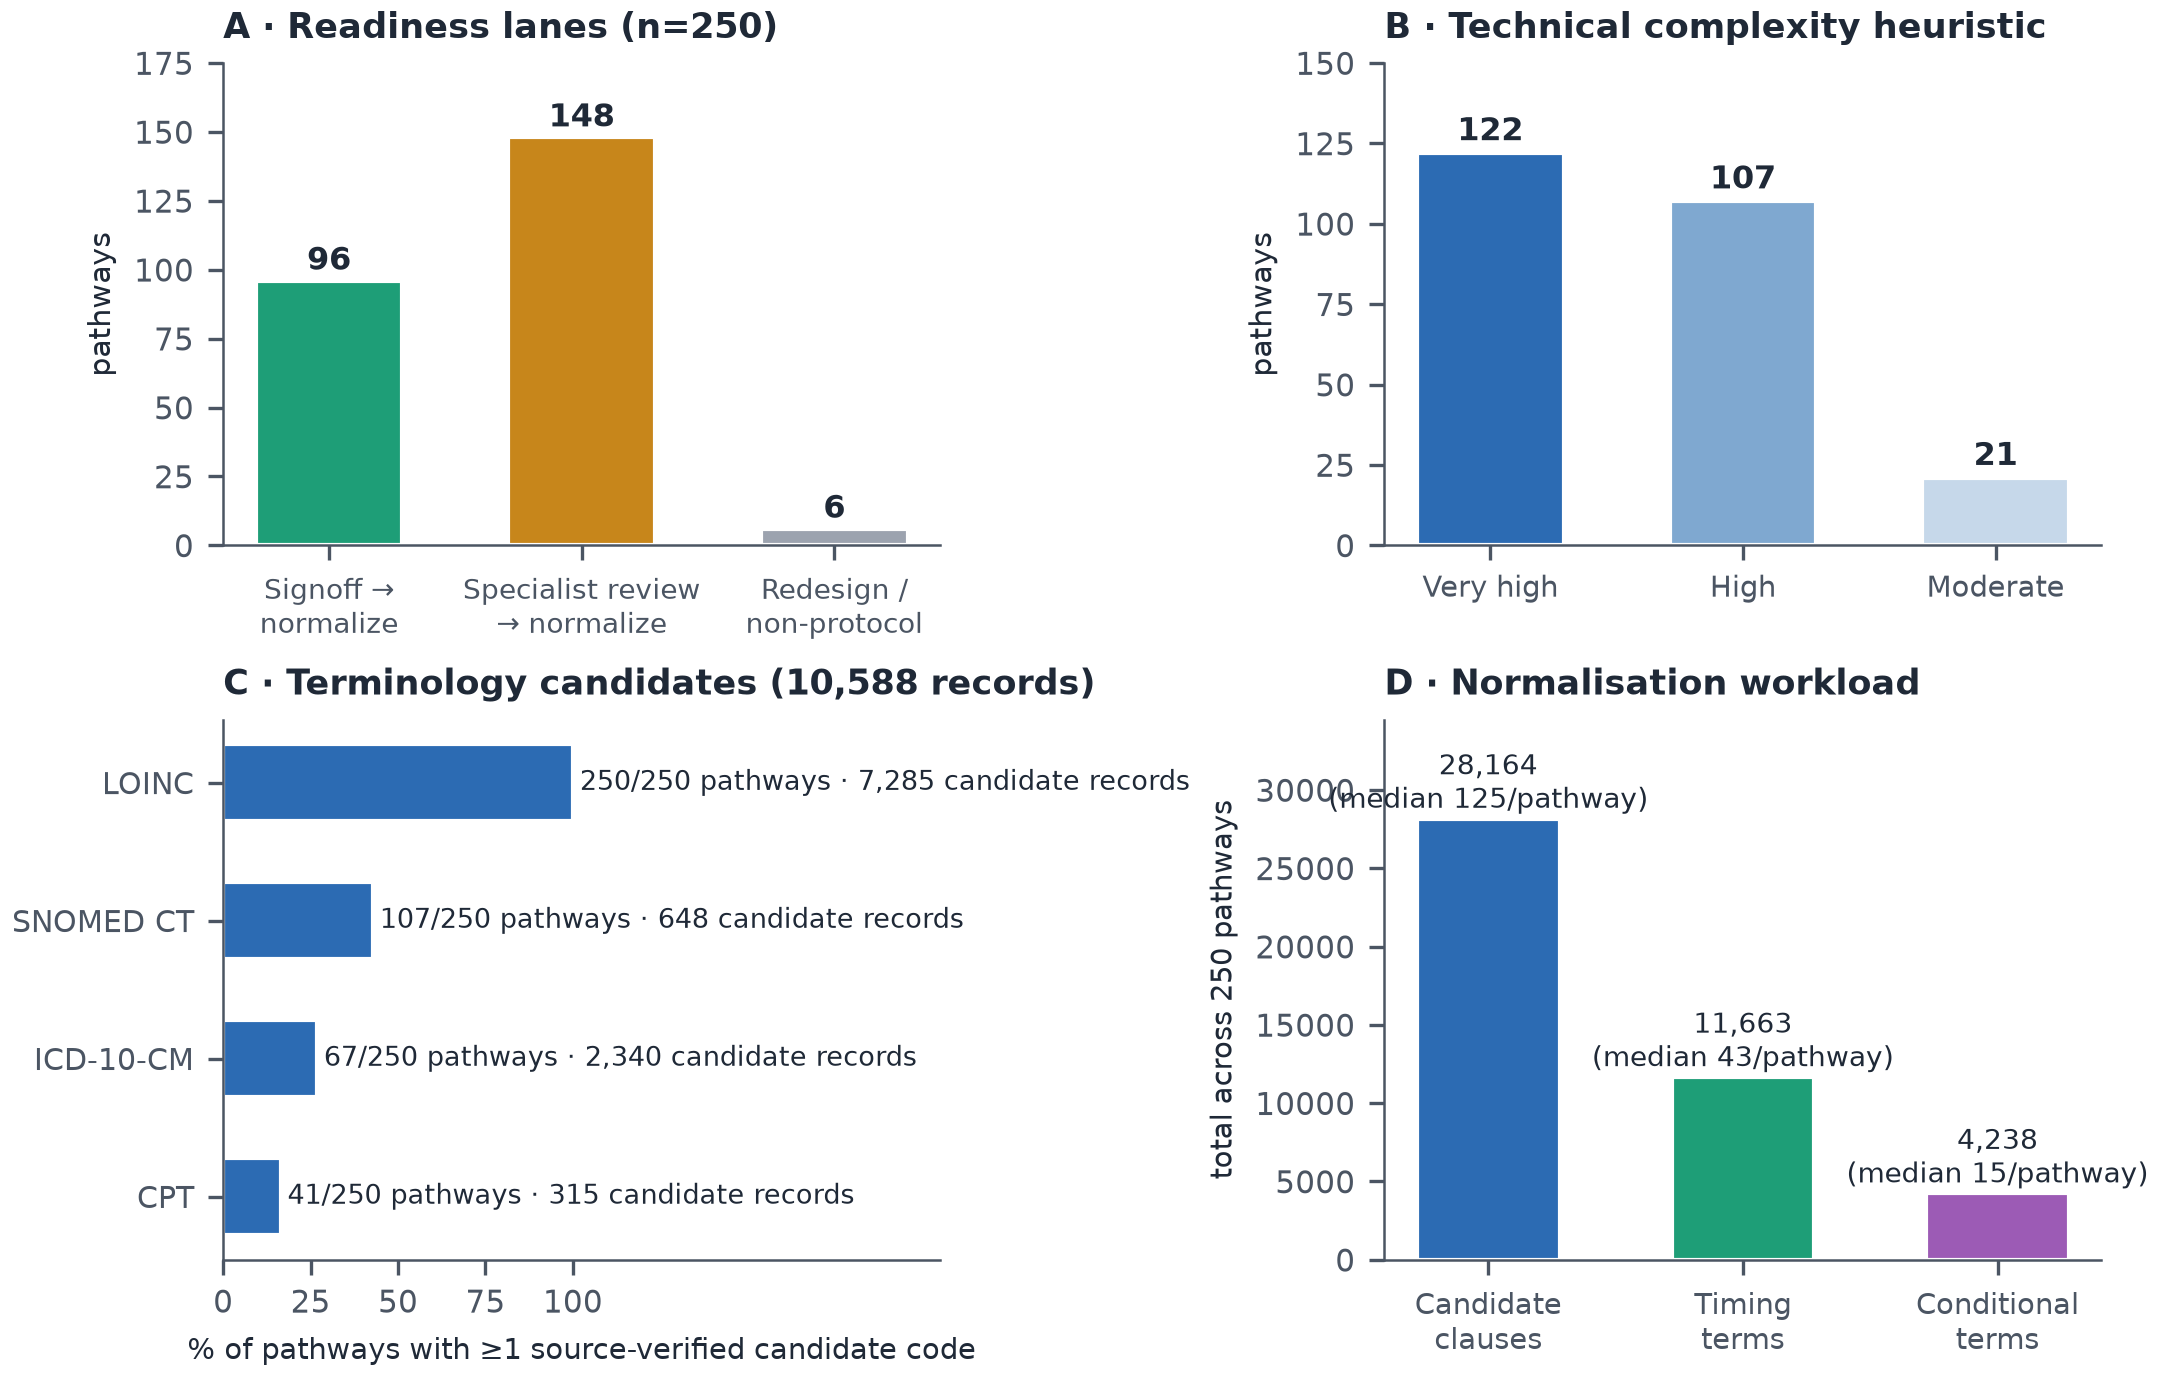 A · Readiness lanes (n=250)
175
150
125
100
75
50
25
0
pathways
96
148
6
Signoff →
normalize
Specialist review
→ normalize
Redesign /
non-protocol
B · Technical complexity heuristic
150
125
100
75
50
25
0
pathways
122
107
21
Very high
High
Moderate
C · Terminology candidates (10,588 records)
LOINC
250/250 pathways · 7,285 candidate records
SNOMED CT
107/250 pathways · 648 candidate records
ICD-10-CM
67/250 pathways · 2,340 candidate records
CPT
41/250 pathways · 315 candidate records
0 25 50 75 100
% of pathways with ≥1 source-verified candidate code
D · Normalisation workload
30000
25000
20000
15000
10000
5000
0
total across 250 pathways
28,164
(median 125/pathway)
11,663
(median 43/pathway)
4,238
(median 15/pathway)
Candidate
clauses
Timing
terms
Conditional
terms